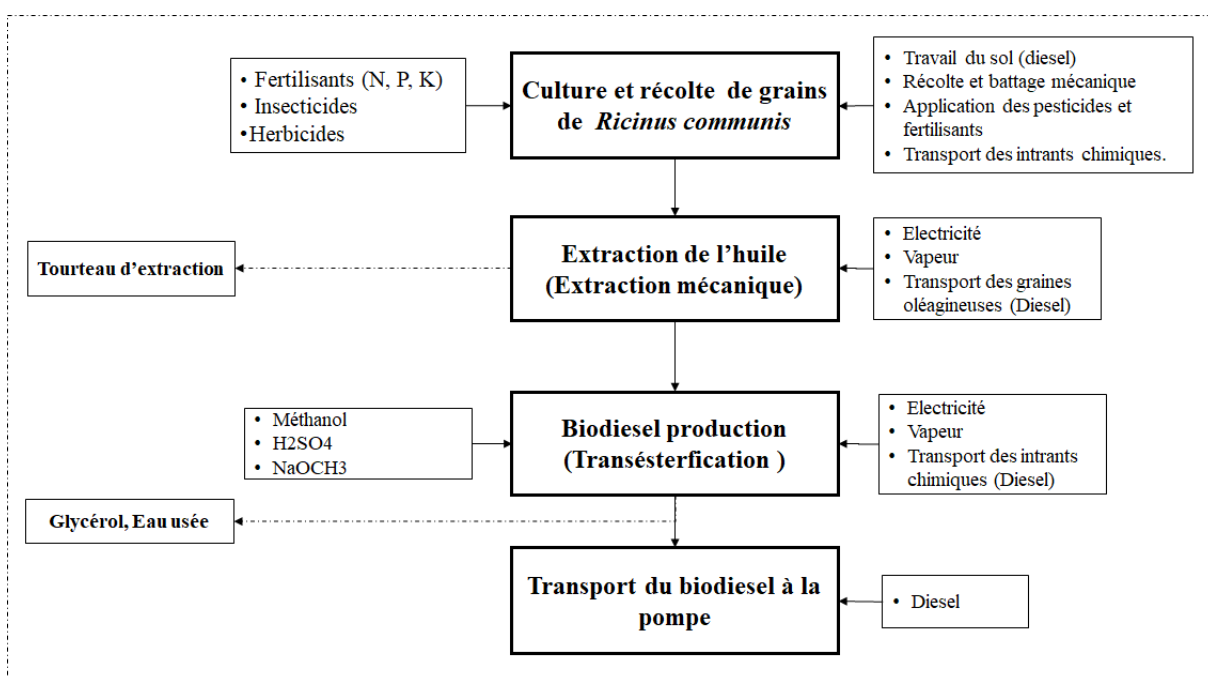 • Fertilisants (N, P, K)
• Insecticides
•Herbicides
Culture et récolte de grains
de Ricinus communis
• Travail du sol (diesel)
• Récolte et battage mécanique
• Application des pesticides et
fertilisants
• Transport des intrants chimiques.
Tourteau d’extraction
Extraction de l’huile
(Extraction mécanique)
• Electricité
• Vapeur
• Transport des graines
oléagineuses (Diesel)
• Méthanol
• H2SO4
• NaOCH3
Biodiesel production
(Transésterfication )
• Electricité
• Vapeur
• Transport des intrants
chimiques (Diesel)
Glycérol, Eau usée
Transport du biodiesel à la
pompe
• Diesel